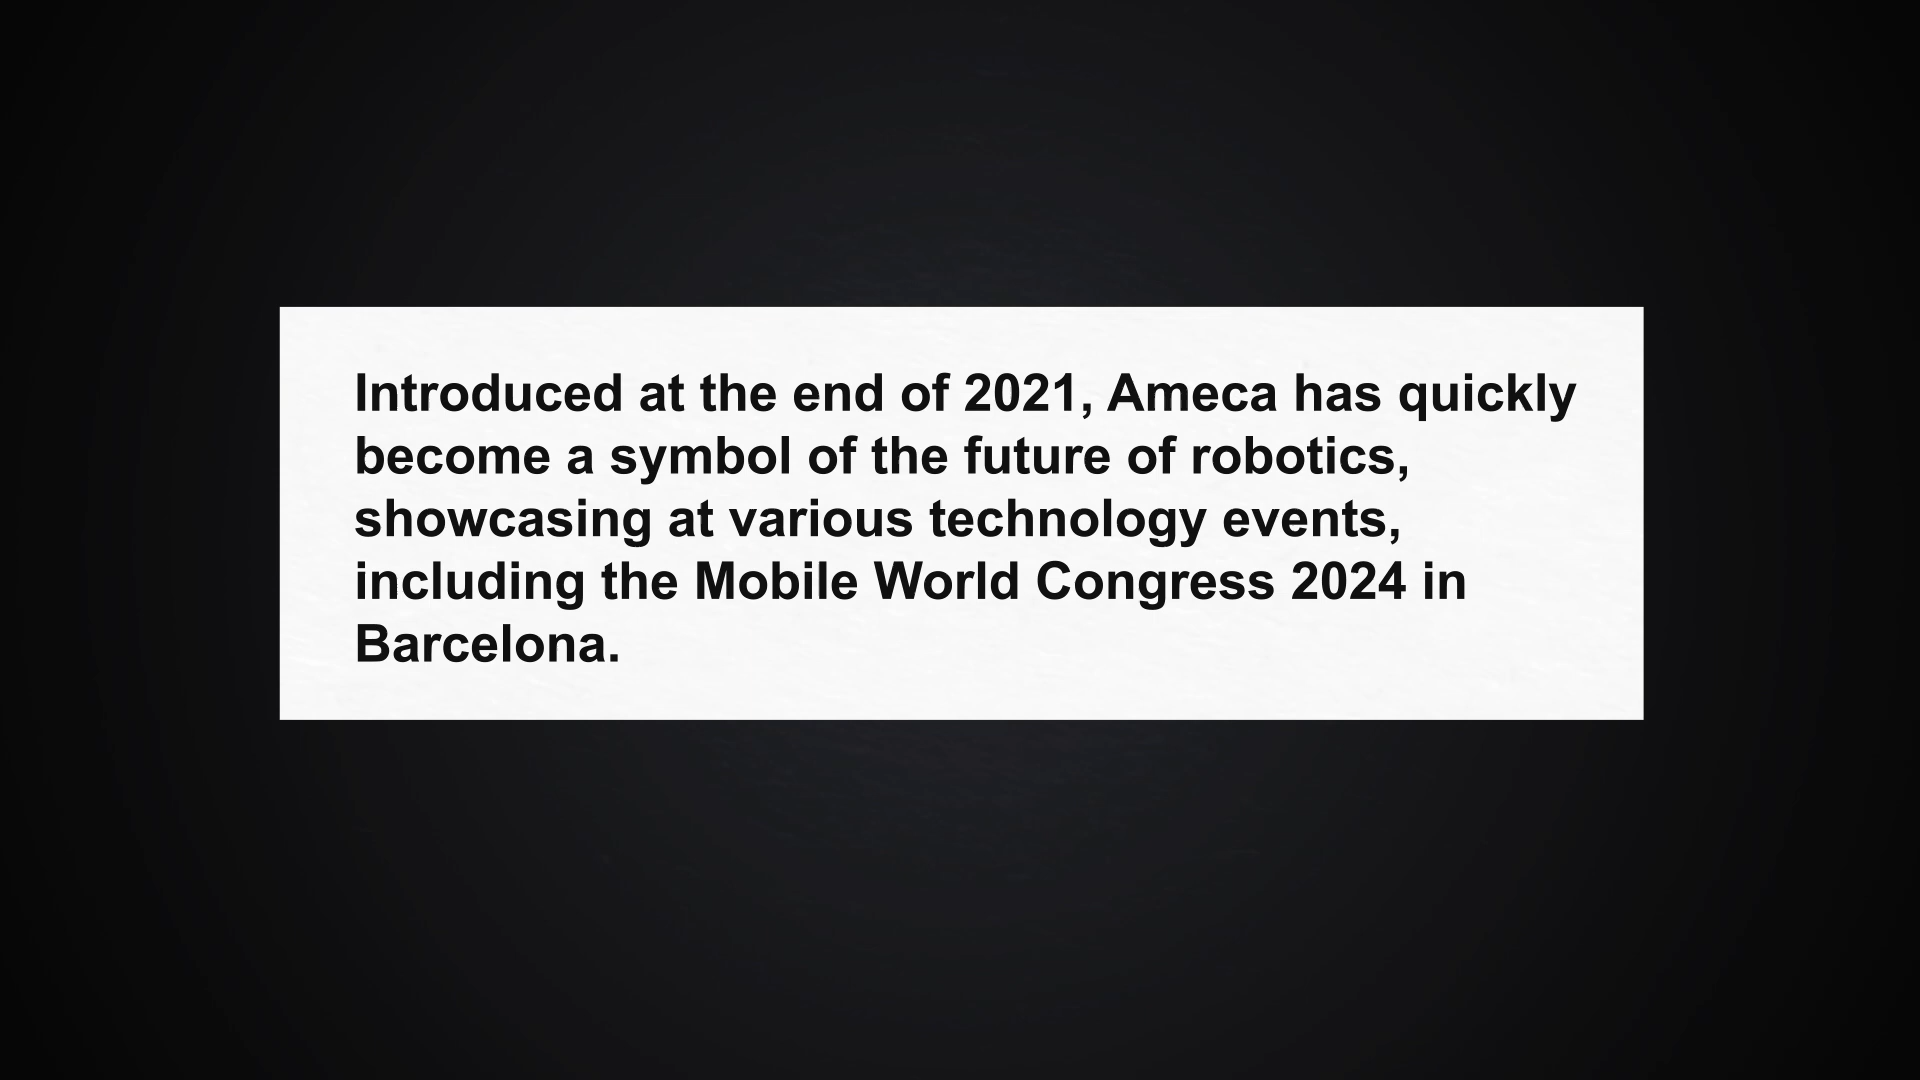 Introduced at the end of 2021, Ameca has quickly
become a symbol of the future of robotics,
showcasing at various technology events,
including the Mobile World Congress 2024 in
Barcelona.